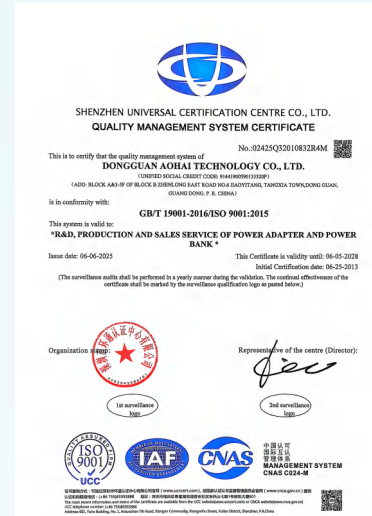 SHENZHEN UNIVERSAL CERTIFICATION CENTRE CO., LTD.
QUALITY MANAGEMENT SYSTEM CERTIFICATE
No.:02425Q32010832R4M
This is to certify that the quality management system of
DONGGUAN AOHAI TECHNOLOGY CO., LTD.
(UNIFIED SOCIAL CREDIT CODE: 91441900590133320P)
(ADD: BLOCK A&3-5F OF BLOCK B ZHENLONG EAST ROAD NO.6 JIAOYITANG, TANGXIA TOWN,DONG GUAN,
GUANG DONG. P. R. CHINA)
is in conformity with:
GB/T 19001-2016/ISO 9001:2015
This system is valid to:
*R&D, PRODUCTION AND SALES SERVICE OF POWER ADAPTER AND POWER
BANK *
Issue date: 06-06-2025
This Certificate is validity until: 06-05-2028
Initial Certification date: 06-25-2013
(The surveillance audits shall be performed in a yearly manner during the validation. The continual effectiveness of the
certificate shall be marked by the surveillance qualification logo as pasted below.)
Organization stamp:
Representative of the centre (Director):
1st surveillance
logo
2nd surveillance
logo
ISO
9001
UCC
IAF
CNAS
中国认可
国际互认
管理体系
MANAGEMENT SYSTEM
CNAS C024-M